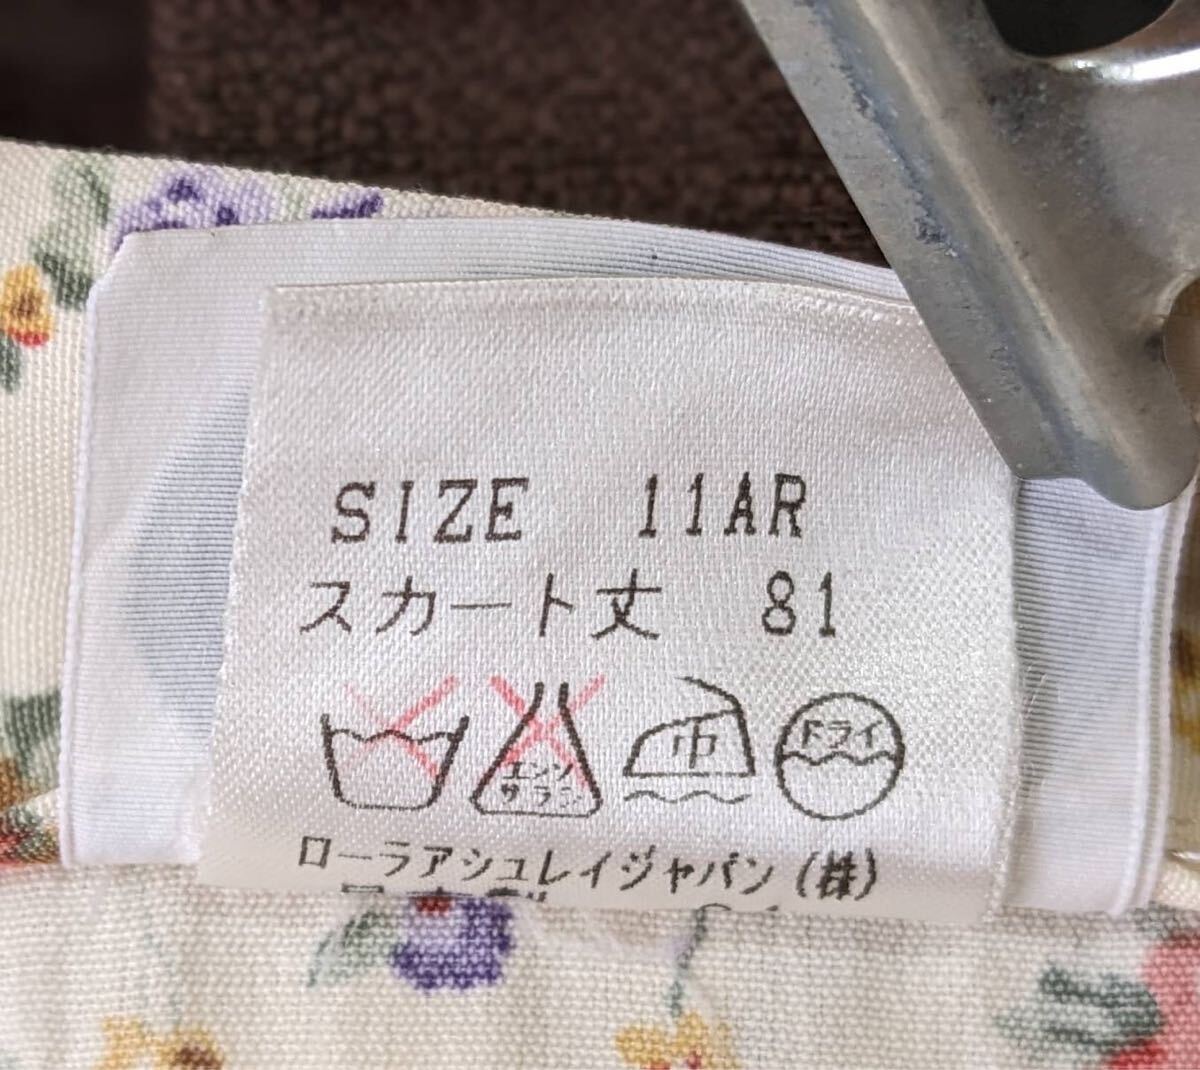 SIZE 11AR
スカート丈 81
エンソ サラシ 中 ドライ
ローラアシュレイジャパン(株)